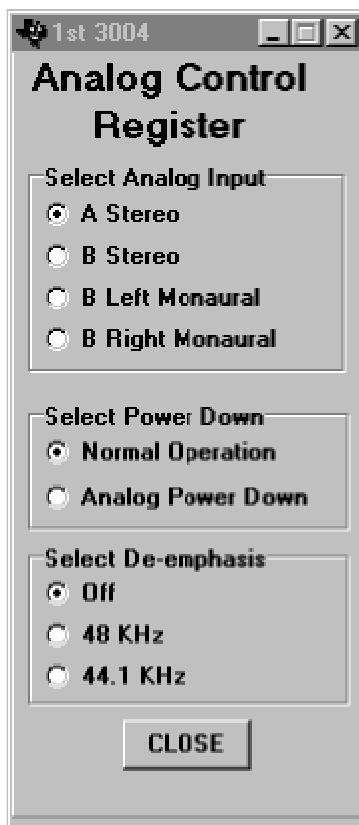 1st 3004
Analog Control
Register
Select Analog Input
A Stereo
B Stereo
B Left Monaural
B Right Monaural
Select Power Down
Normal Operation
Analog Power Down
Select De-emphasis
Off
48 KHz
44.1 KHz
CLOSE